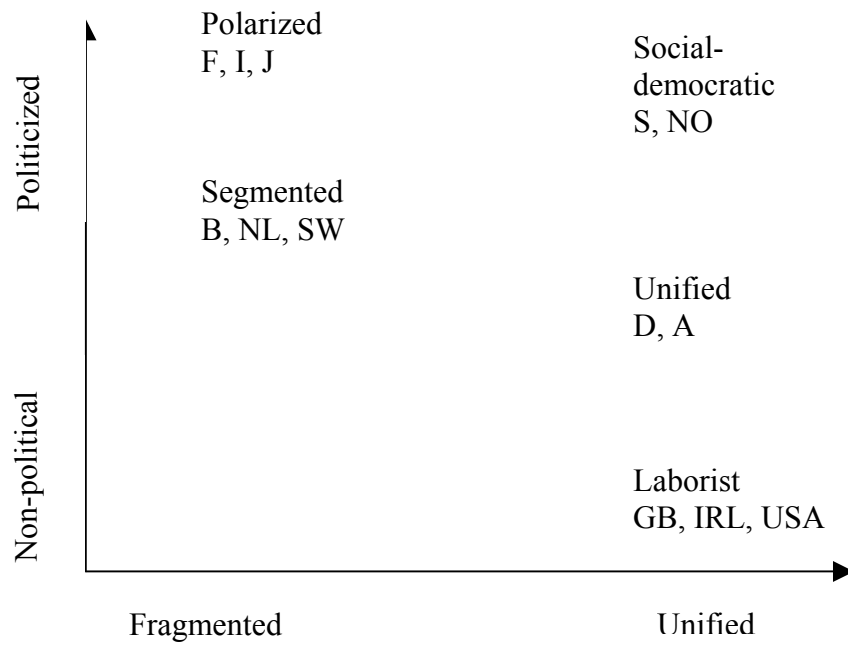 Polarized
F, I, J
Social-
democratic
S, NO
Politicized
Segmented
B, NL, SW
Unified
D, A
Non-political
Laborist
GB, IRL, USA
Fragmented
Unified